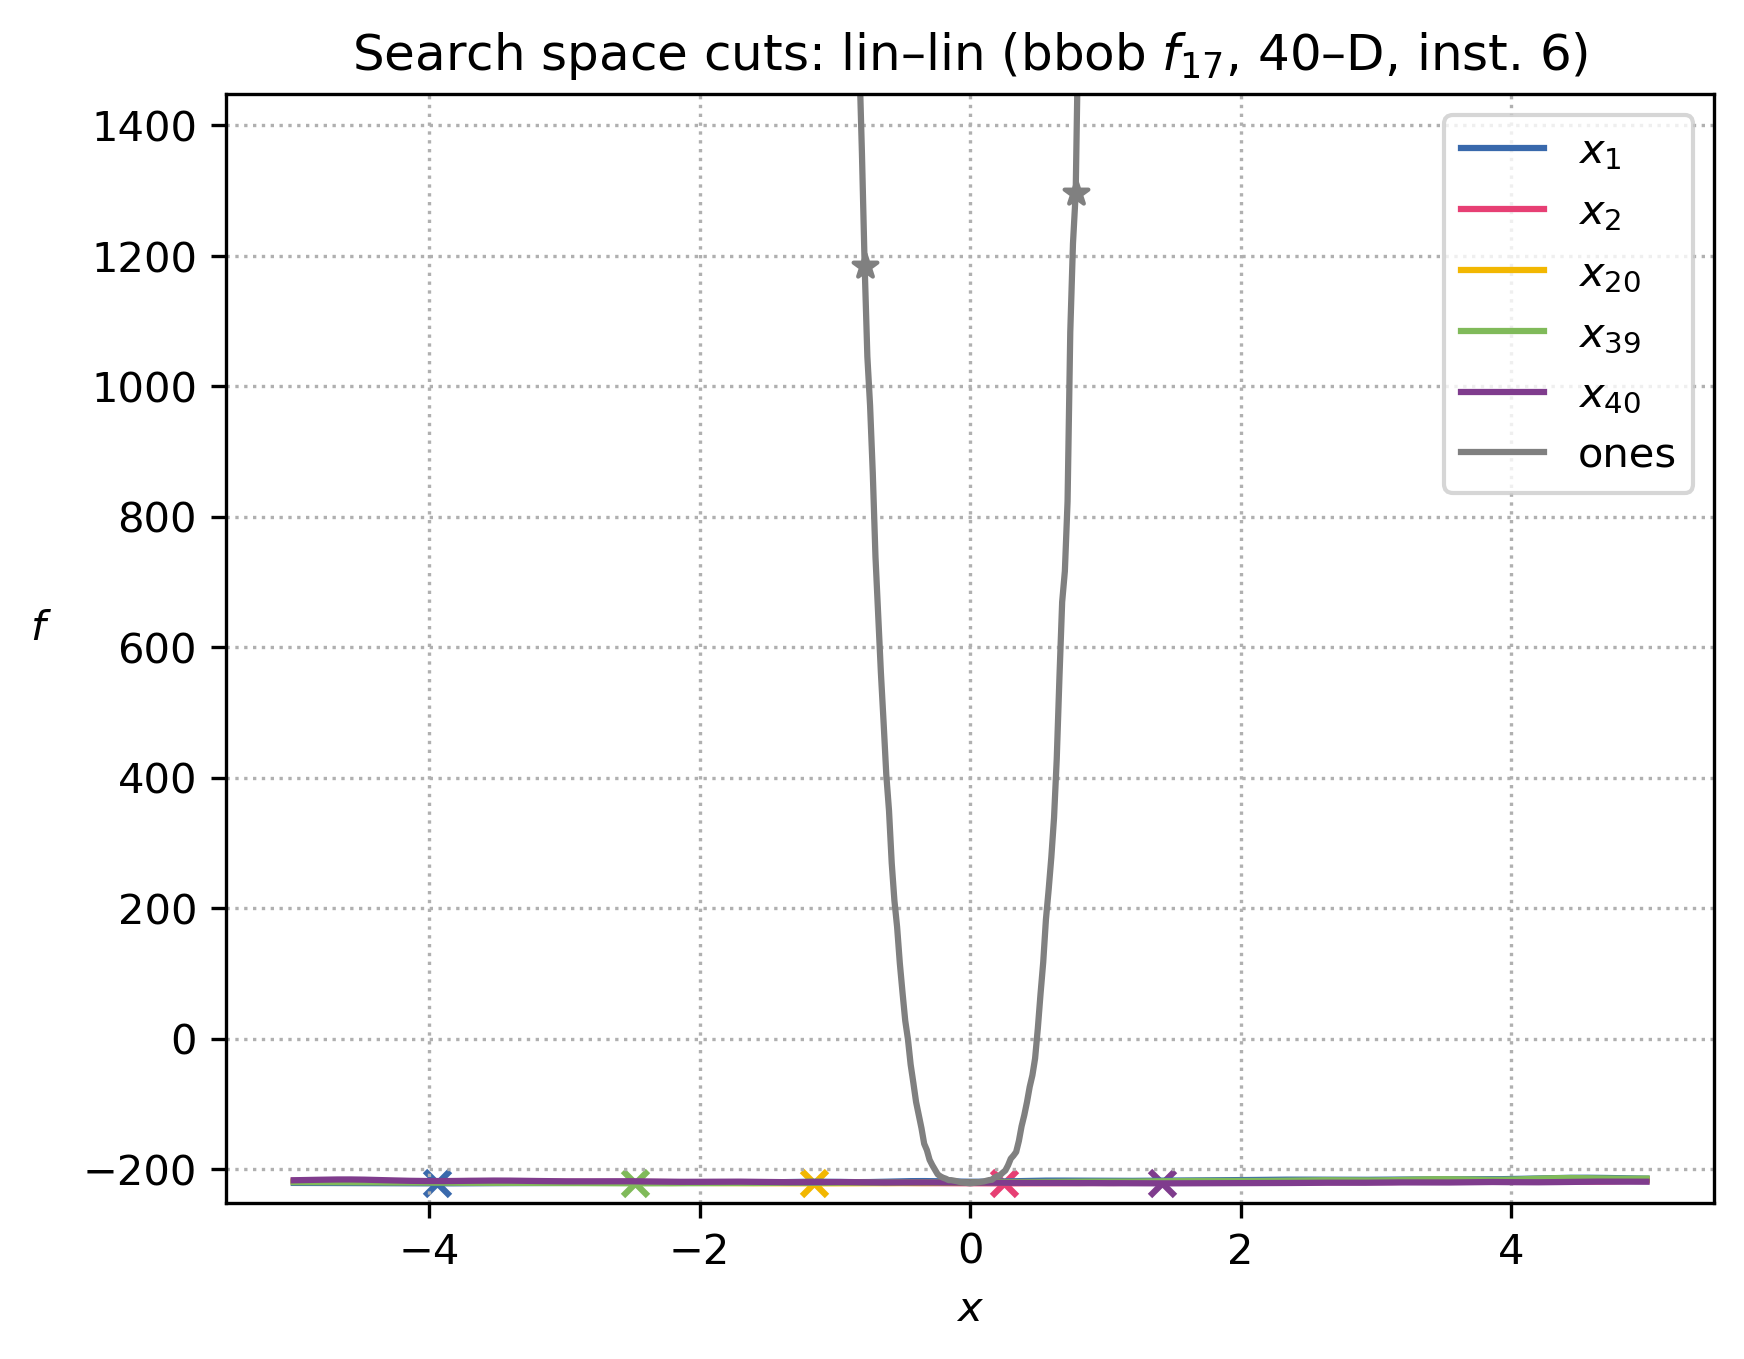 Search space cuts: lin–lin (bbob f₁₇, 40–D, inst. 6)
1400
1200
1000
800
600
400
200
0
−200
f
x₁
x₂
x₂₀
x₃₉
x₄₀
ones
−4
−2
0
2
4
x